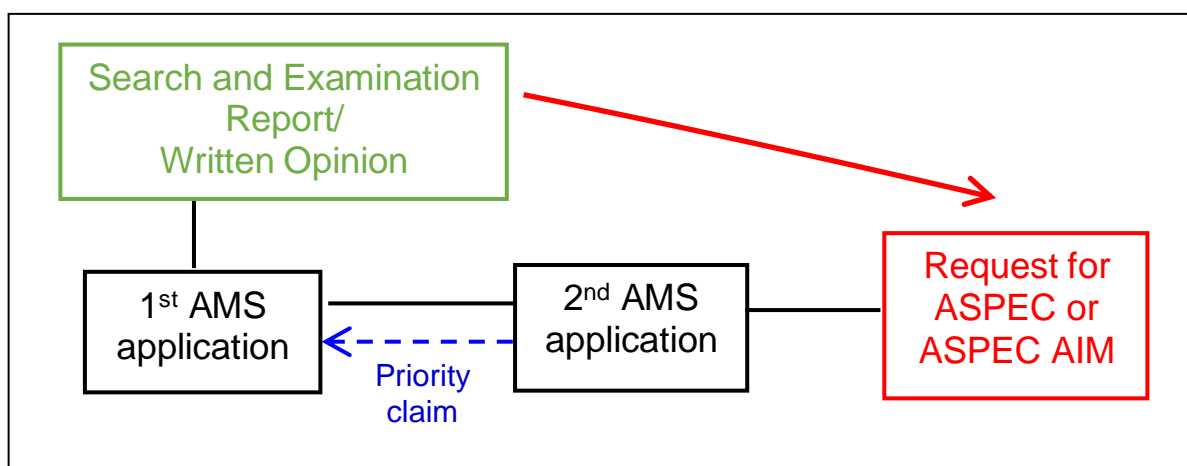 Search and Examination
Report/
Written Opinion
1st AMS
application
2nd AMS
application
Request for
ASPEC or
ASPEC AIM
Priority
claim